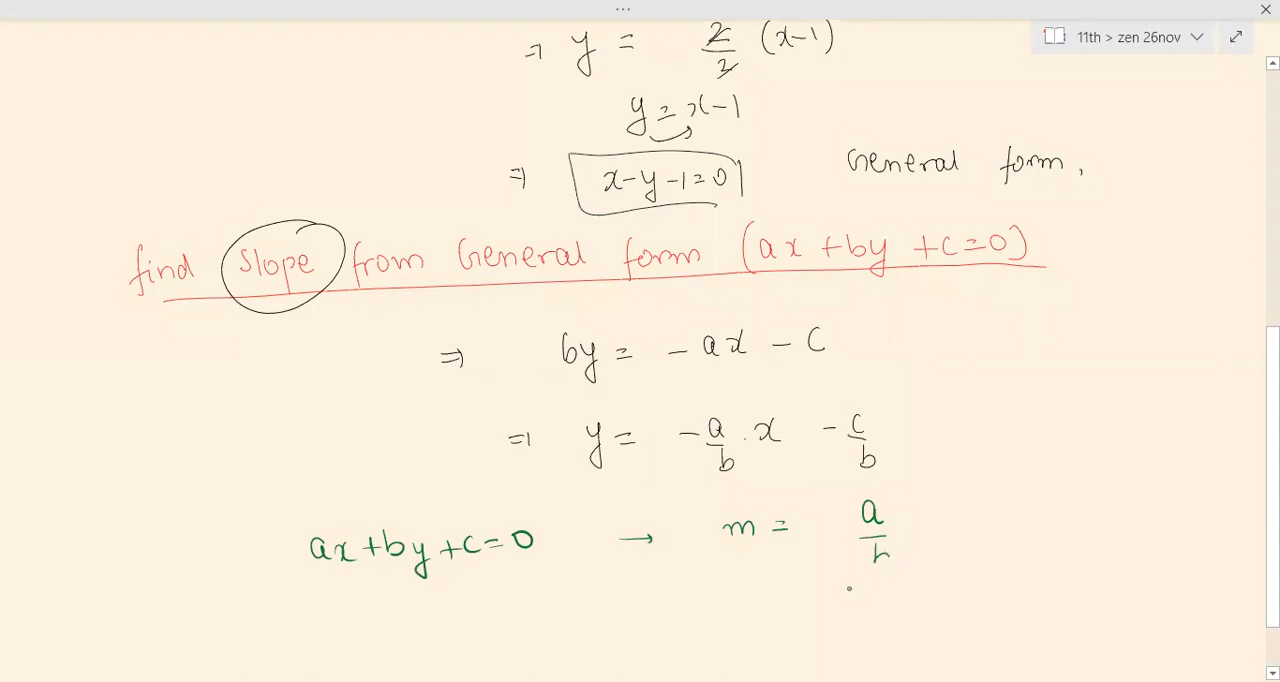 11th > zen 26nov
⇒ y = 2/2 (x-1)
y = x-1
⇒ x-y-1=0 General form,
find slope from General form (ax+by+c=0)
⇒ by = -ax - c
⇒ y = -a/b . x - c/b
ax+by+c=0 → m = a/b